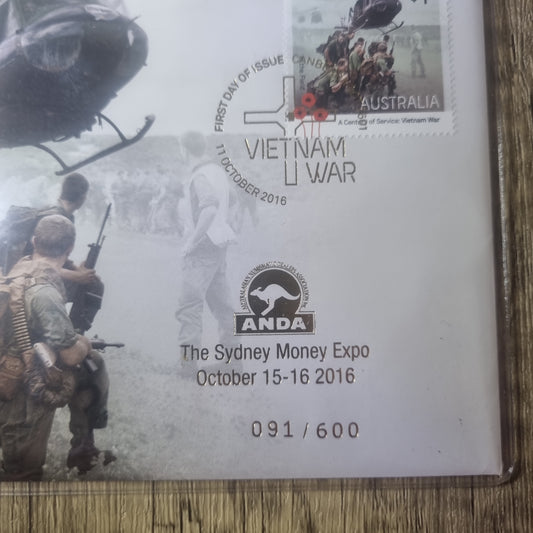 AUSTRALIA
A Century of Service: Vietnam War
FIRST DAY OF ISSUE CANB
VIETNAM
WAR
11 OCTOBER 2016
ANDA
The Sydney Money Expo
October 15-16 2016
091 / 600